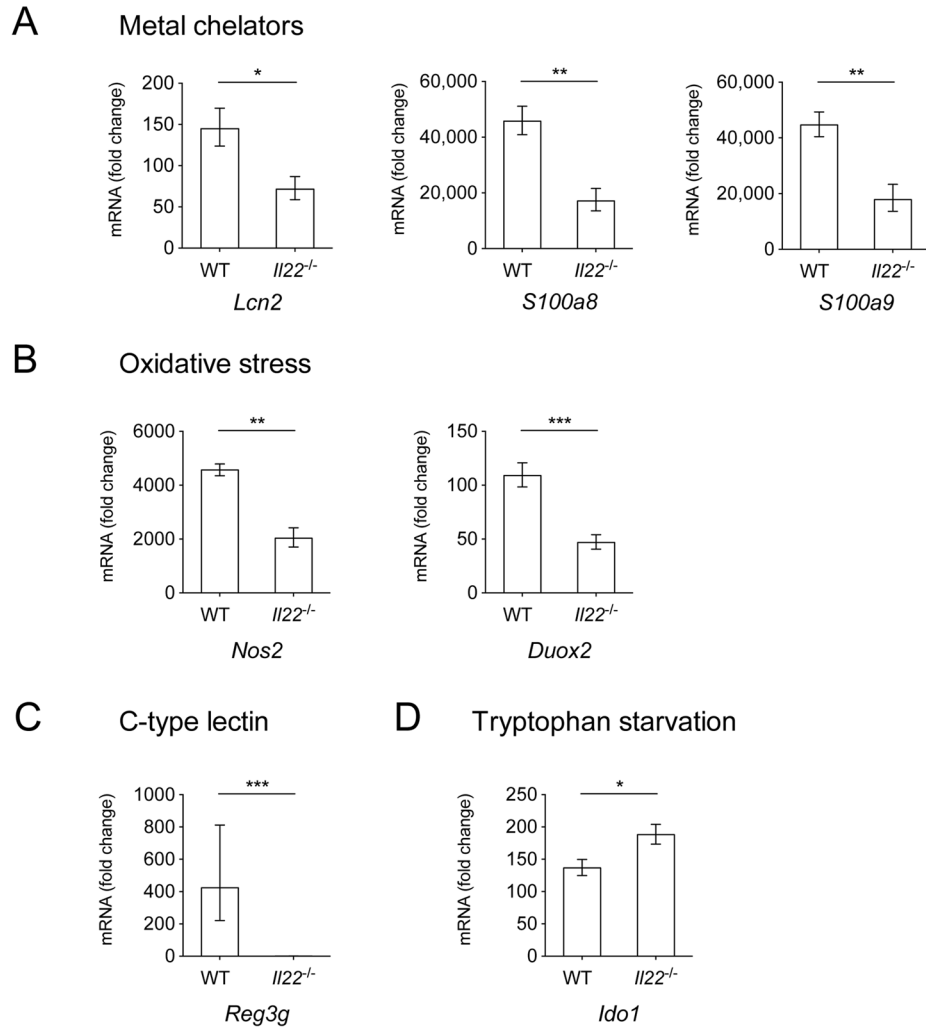 A Metal chelators
* ** **
mRNA (fold change) 200 150 100 50 0
mRNA (fold change) 60,000 40,000 20,000 0
mRNA (fold change) 60,000 40,000 20,000 0
WT Il22-/- WT Il22-/- WT Il22-/-
Lcn2 S100a8 S100a9
B Oxidative stress
** ***
mRNA (fold change) 6000 4000 2000 0
mRNA (fold change) 150 100 50 0
WT Il22-/- WT Il22-/-
Nos2 Duox2
C C-type lectin D Tryptophan starvation
*** *
mRNA (fold change) 1000 800 600 400 200 0
mRNA (fold change) 250 200 150 100 50 0
WT Il22-/- WT Il22-/-
Reg3g Ido1